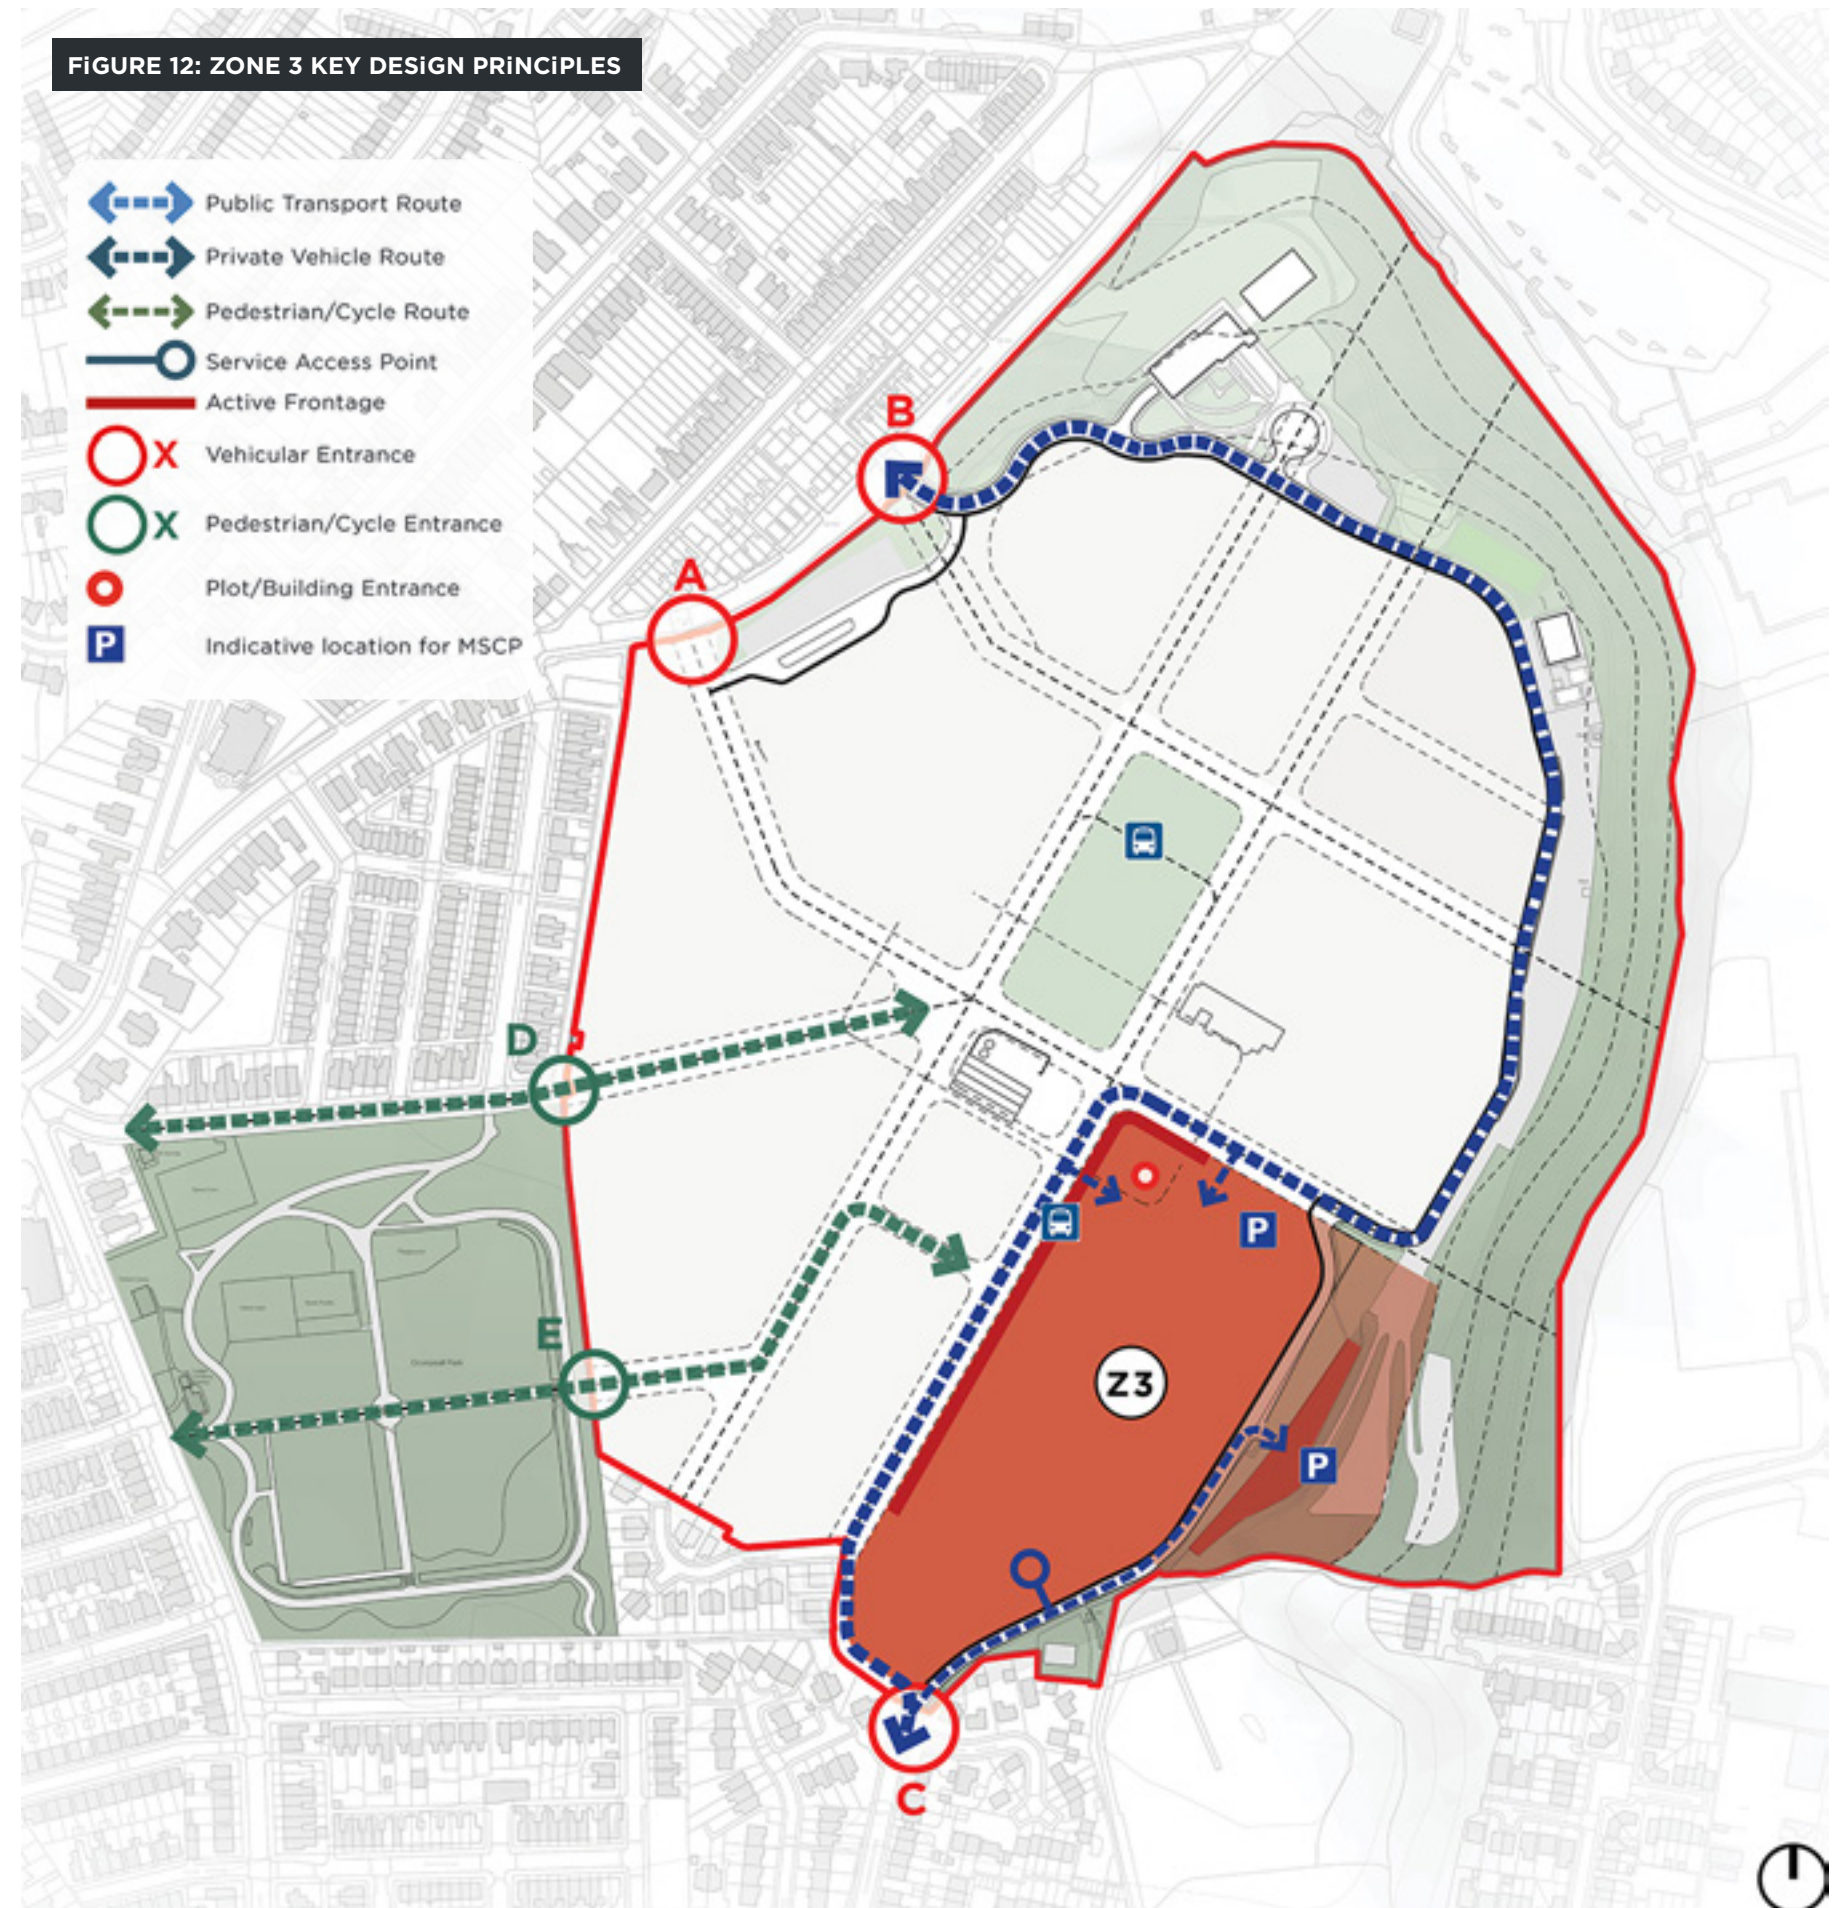 FiGURE 12: ZONE 3 KEY DESiGN PRiNCiPLES
Public Transport Route
Private Vehicle Route
Pedestrian/Cycle Route
Service Access Point
Active Frontage
X Vehicular Entrance
X Pedestrian/Cycle Entrance
Plot/Building Entrance
P Indicative location for MSCP
B
A
D
P
E
Z3
P
C